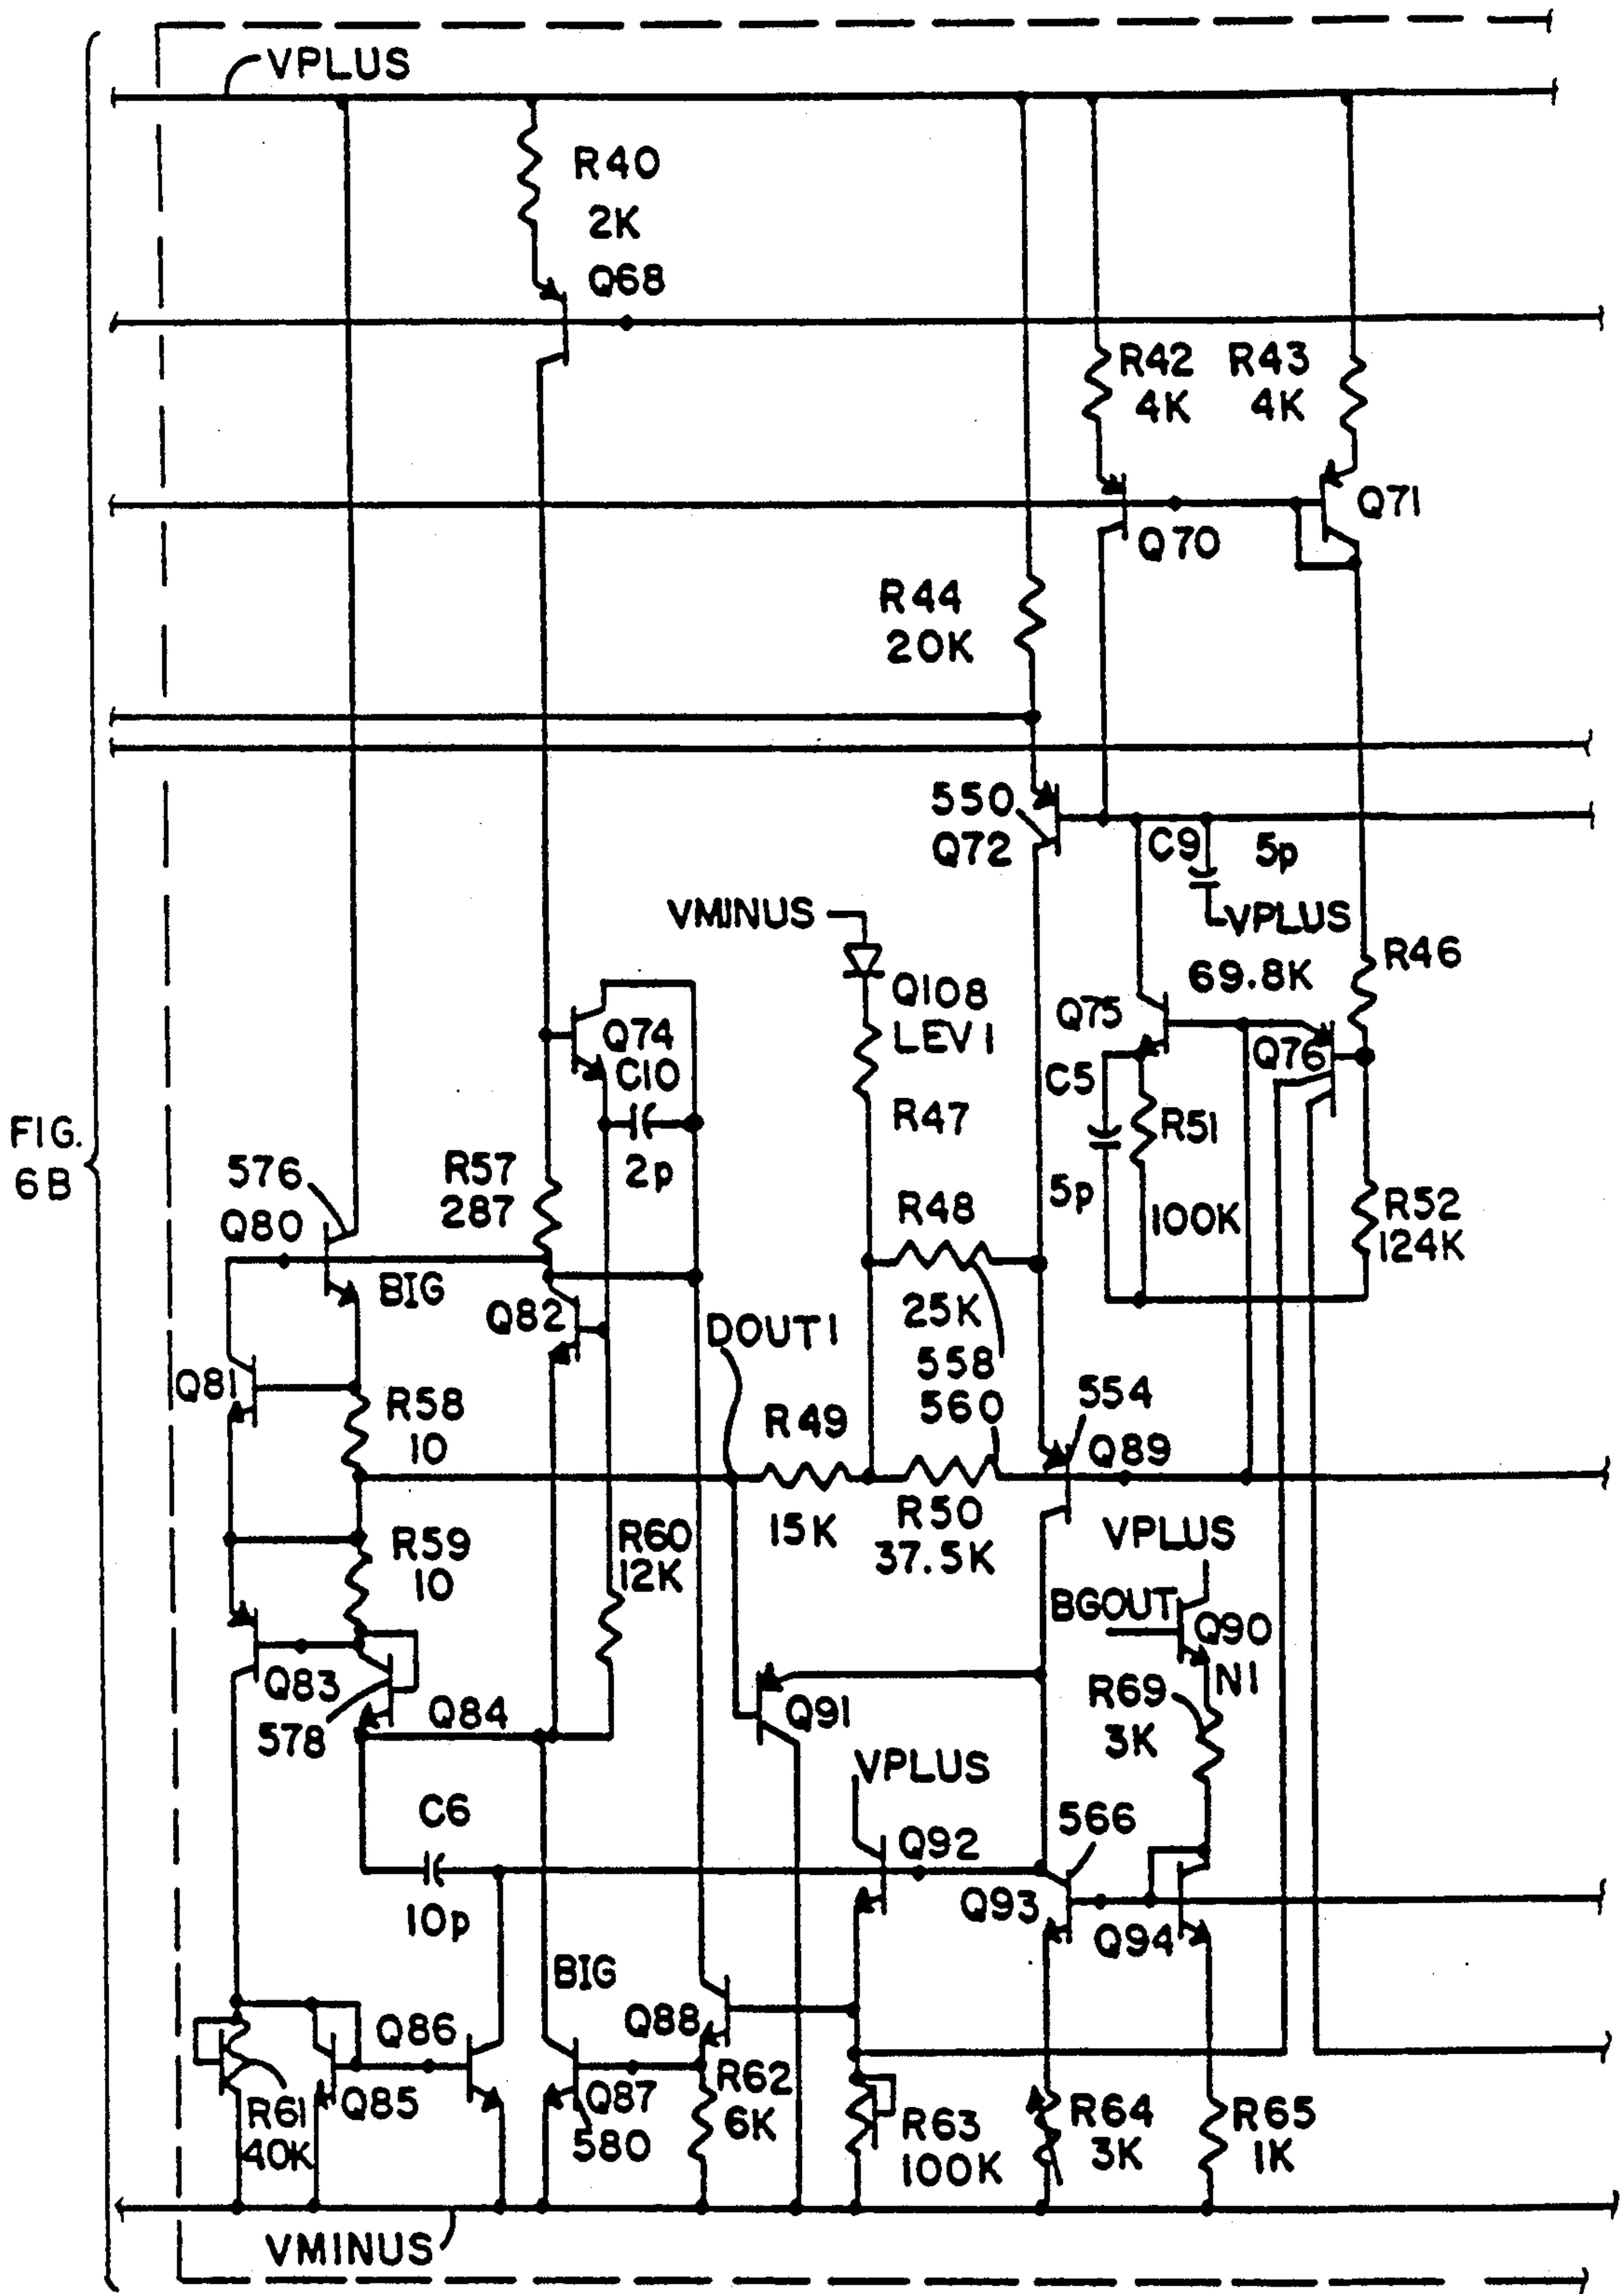 VPLUS
R40
2K
Q68
R42
4K
R43
4K
Q71
Q70
R44
20K
550
Q72
C9
5p
VPLUS
VMINUS
R46
69.8K
Q108
LEV1
Q75
Q74
C10
Q76
C5
R47
R51
FIG.
6B
2p
576
Q80
R57
287
5p
100K
R48
R52
124K
BIG
Q82
DOUT1
25K
558
560
554
Q81
R58
10
R49
Q89
R59
10
R60
12K
15K
R50
37.5K
VPLUS
BGOUT
Q90
N1
Q83
578
Q84
Q91
R69
3K
VPLUS
C6
566
Q92
10p
Q93
Q94
BIG
Q86
Q88
R61
40K
Q85
Q87
580
R62
6K
R63
100K
R64
3K
R65
1K
VMINUS